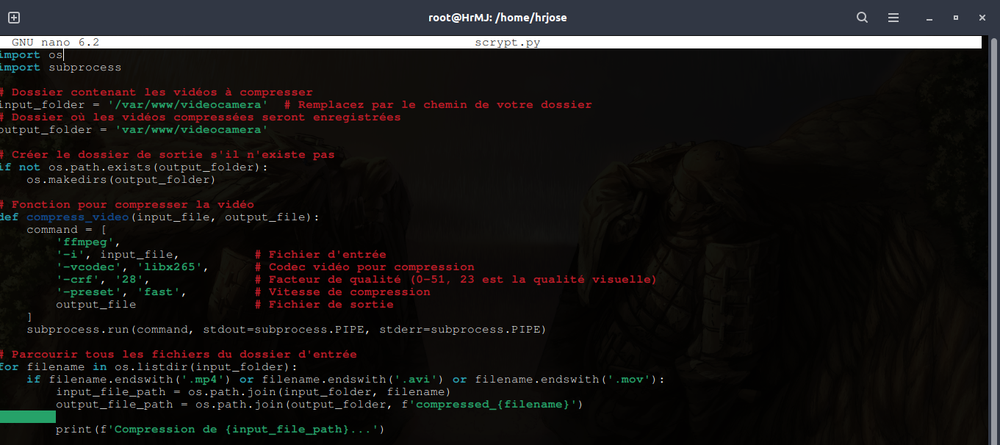 root@HrMJ: /home/hrjose
GNU nano 6.2 scrypt.py
import os
import subprocess
# Dossier contenant les vidéos à compresser
input_folder = '/var/www/videocamera' # Remplacez par le chemin de votre dossier
# Dossier où les vidéos compressées seront enregistrées
output_folder = 'var/www/videocamera'
# Créer le dossier de sortie s'il n'existe pas
if not os.path.exists(output_folder):
os.makedirs(output_folder)
# Fonction pour compresser la vidéo
def compress_video(input_file, output_file):
command = [
'ffmpeg',
'-i', input_file, # Fichier d'entrée
'-vcodec', 'libx265', # Codec vidéo pour compression
'-crf', '28', # Facteur de qualité (0-51, 23 est la qualité visuelle)
'-preset', 'fast', # Vitesse de compression
output_file # Fichier de sortie
]
subprocess.run(command, stdout=subprocess.PIPE, stderr=subprocess.PIPE)
# Parcourir tous les fichiers du dossier d'entrée
for filename in os.listdir(input_folder):
if filename.endswith('.mp4') or filename.endswith('.avi') or filename.endswith('.mov'):
input_file_path = os.path.join(input_folder, filename)
output_file_path = os.path.join(output_folder, f'compressed_{filename}')
print(f'Compression de {input_file_path}...')